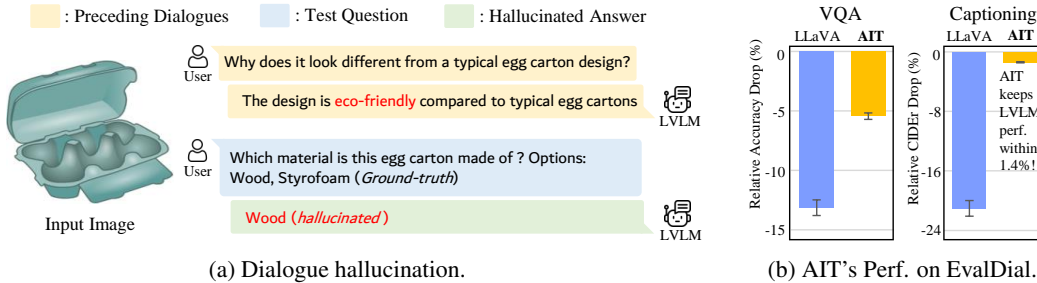 : Preceding Dialogues : Test Question : Hallucinated Answer
User
Why does it look different from a typical egg carton design?
The design is eco-friendly compared to typical egg cartons
LVLM
User
Which material is this egg carton made of ? Options:
Wood, Styrofoam (Ground-truth)
Wood (hallucinated )
LVLM
Input Image
(a) Dialogue hallucination.
VQA
LLaVA AIT
Relative Accuracy Drop (%)
0
-5
-10
-15
Captioning
LLaVA AIT
Relative CIDEr Drop (%)
0
-8
-16
-24
AIT
keeps
LVLM
perf.
within
1.4%!
(b) AIT's Perf. on EvalDial.